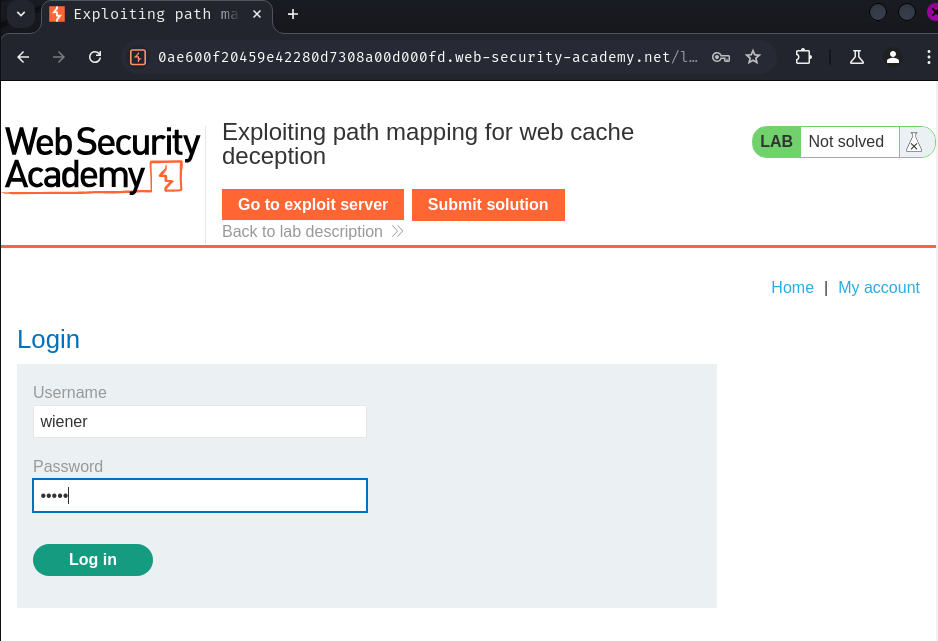 Exploiting path ma
0ae600f20459e42280d7308a00d000fd.web-security-academy.net/l...
WebSecurity
Academy
Exploiting path mapping for web cache
deception
LAB Not solved
Go to exploit server Submit solution
Back to lab description
Home | My account
Login
Username
wiener
Password
•••••
Log in